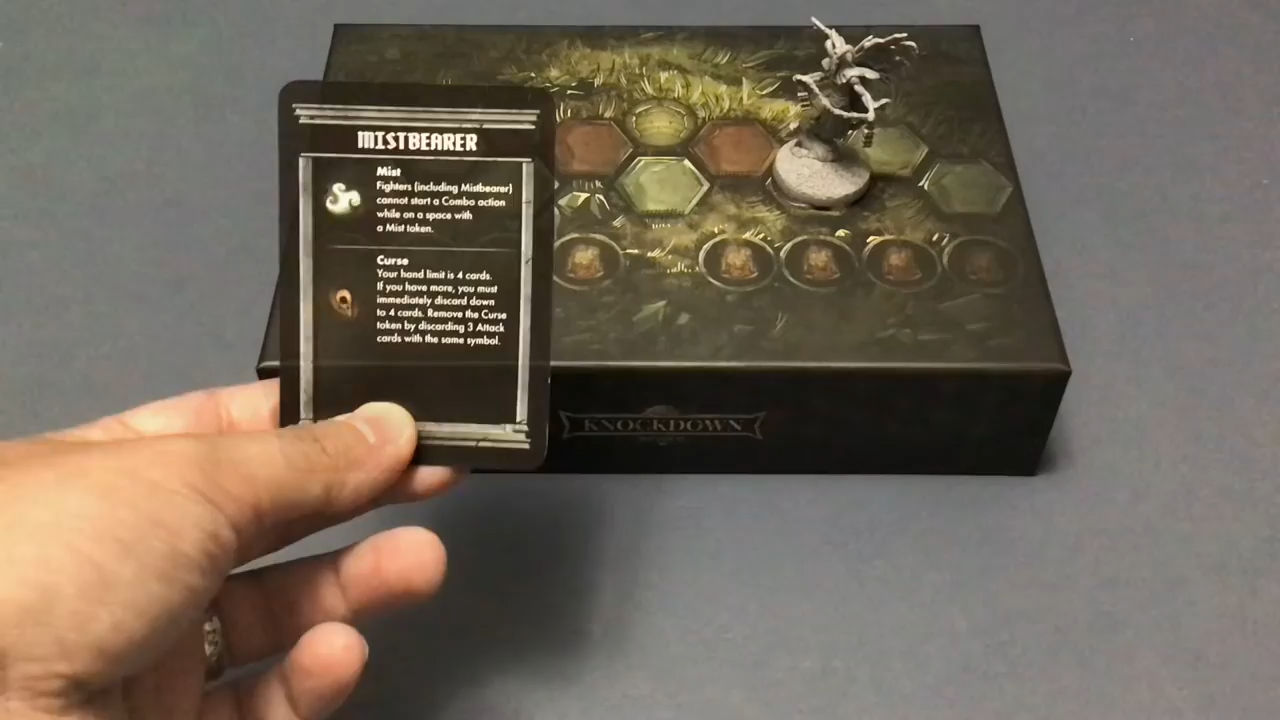 MISTBEARER
Mist
Fighters (including Mistbearer)
cannot start a Combo action
while on a space with
a Mist token.
Curse
Your hand limit is 4 cards.
If you have more, you must
immediately discard down
to 4 cards. Remove the Curse
token by discarding 3 Attack
cards with the same symbol.
KNOCKDOWN